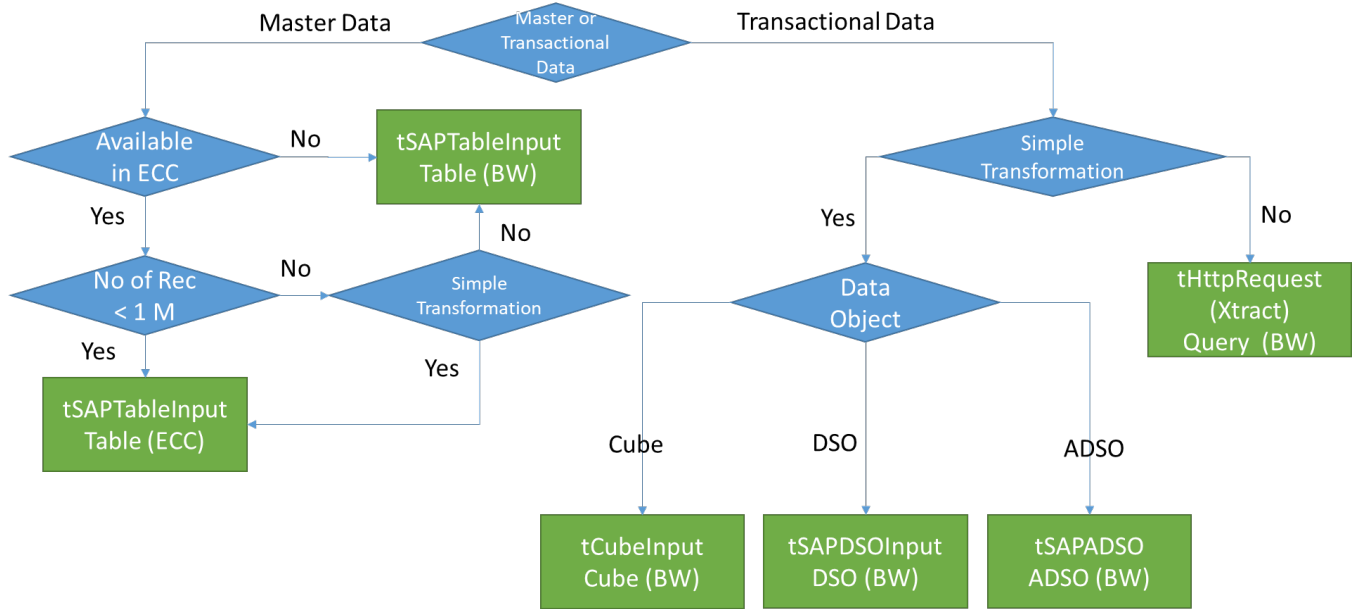 Master Data
Master or
Transactional
Data
Transactional Data
Available
in ECC
No
tSAPTableInput
Table (BW)
Simple
Transformation
Yes
No
Yes
No
No of Rec
< 1 M
No
Simple
Transformation
Data
Object
tHttpRequest
(Xtract)
Query (BW)
Yes
Yes
tSAPTableInput
Table (ECC)
Cube
DSO
ADSO
tCubeInput
Cube (BW)
tSAPDSOInput
DSO (BW)
tSAPADSO
ADSO (BW)